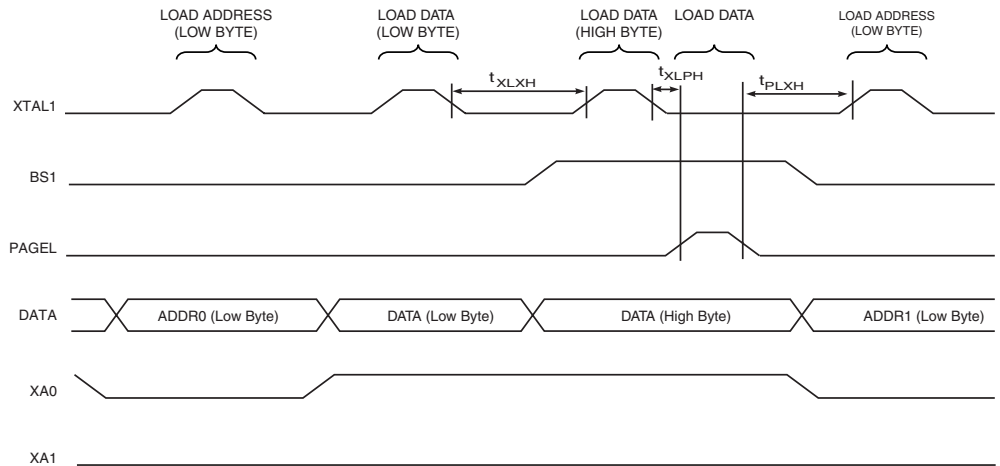 LOAD ADDRESS
(LOW BYTE)
LOAD DATA
(LOW BYTE)
LOAD DATA
(HIGH BYTE)
LOAD DATA
LOAD ADDRESS
(LOW BYTE)
tXLXH
tXLPH
tPLXH
XTAL1
BS1
PAGEL
DATA
ADDR0 (Low Byte)
DATA (Low Byte)
DATA (High Byte)
ADDR1 (Low Byte)
XA0
XA1